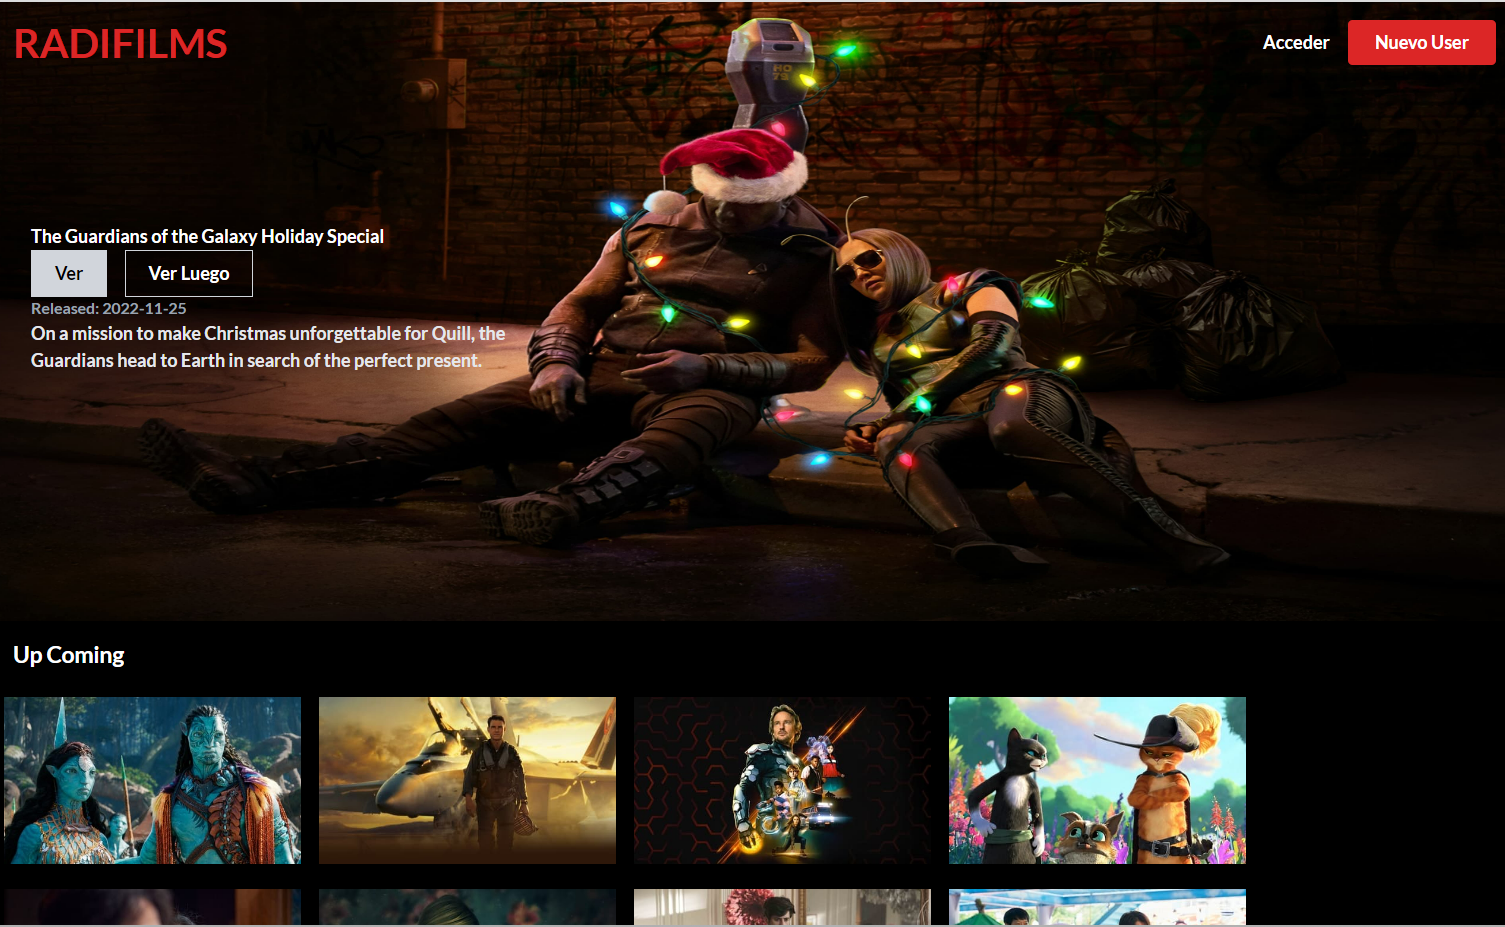 RADIFILMS
Acceder
Nuevo User
The Guardians of the Galaxy Holiday Special
Ver
Ver Luego
Released: 2022-11-25
On a mission to make Christmas unforgettable for Quill, the
Guardians head to Earth in search of the perfect present.
Up Coming